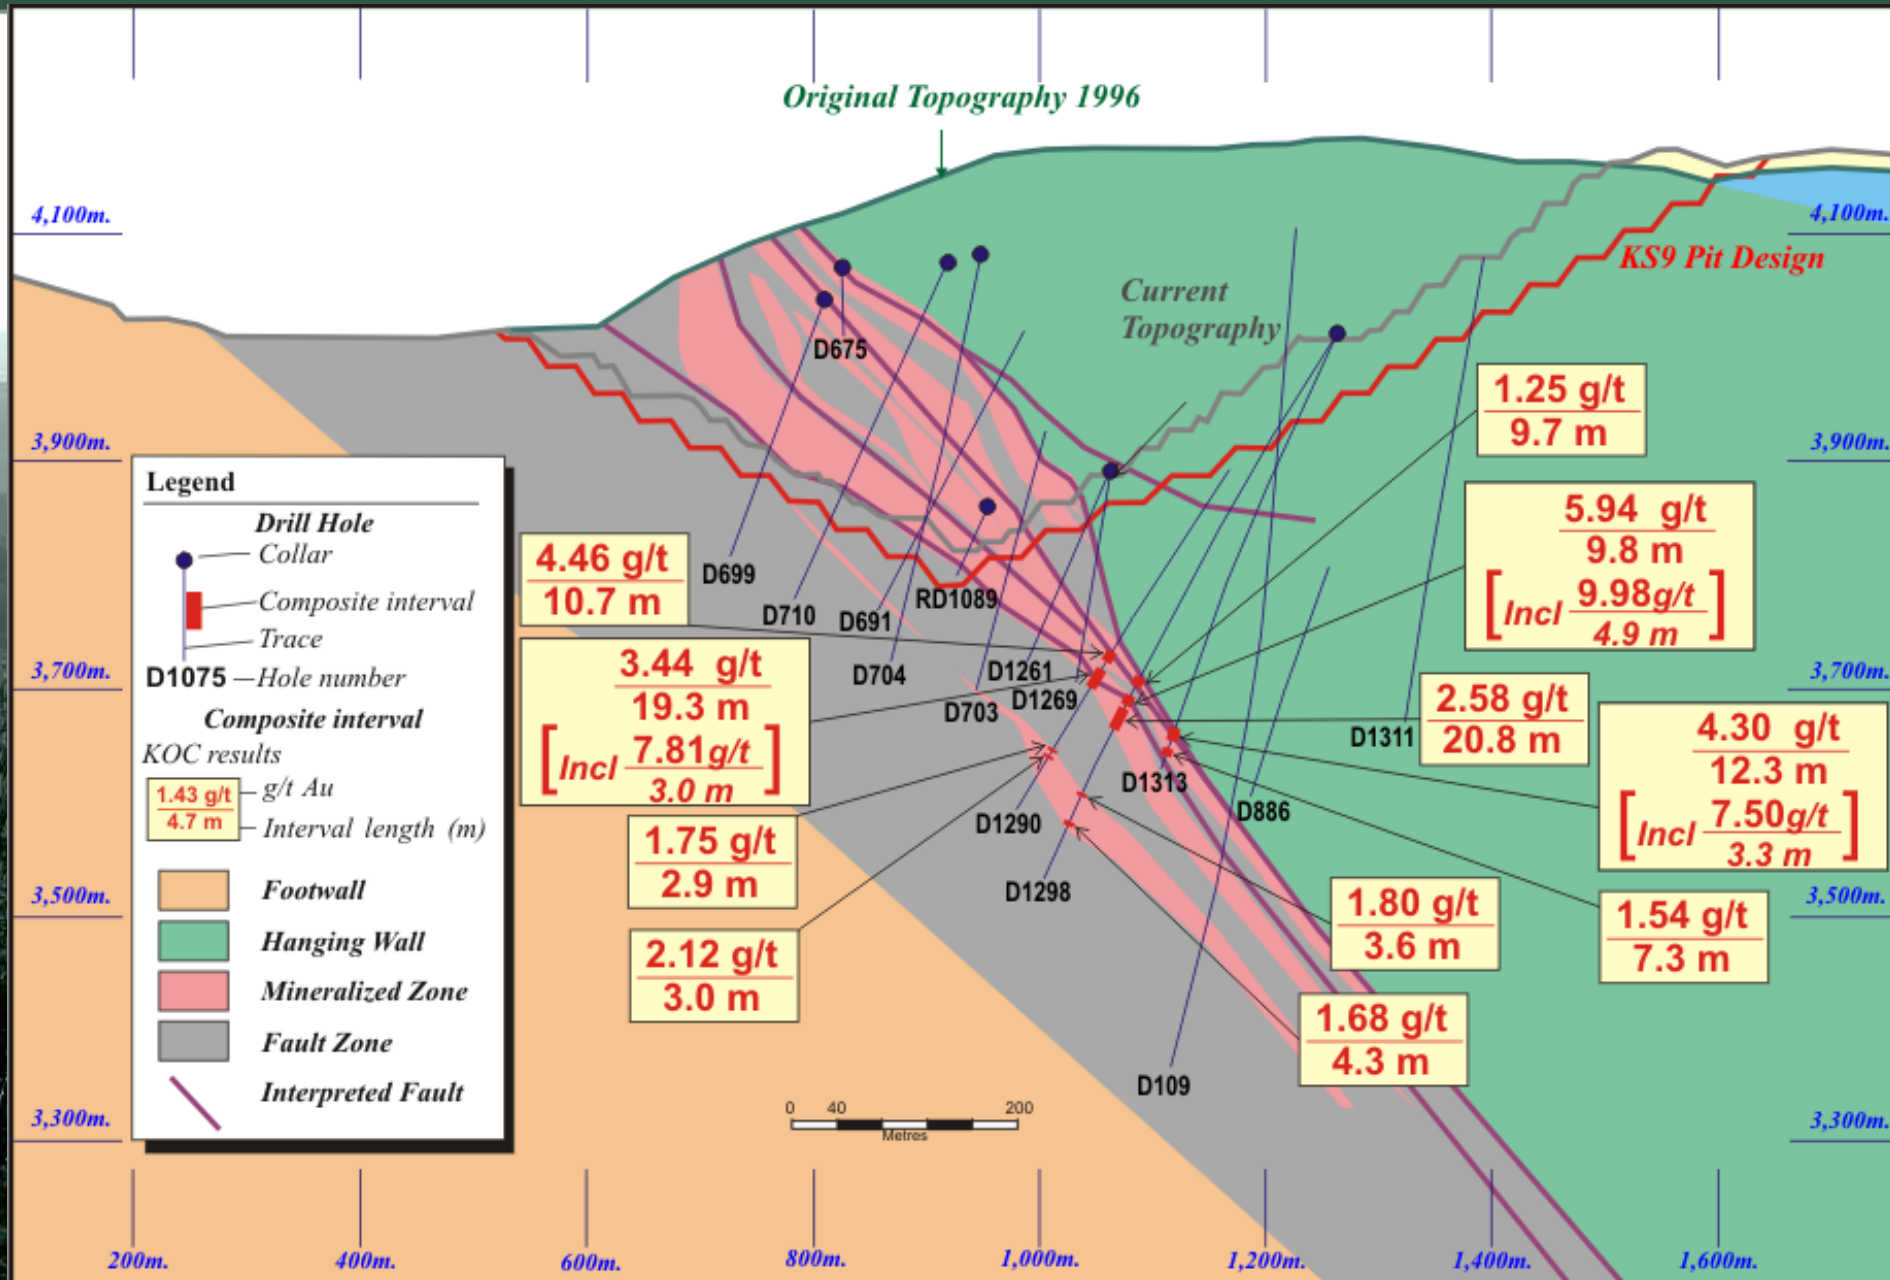 Original Topography 1996
4,100m.
4,100m.
KS9 Pit Design
Current
Topography
D675
1.25 g/t
9.7 m
3,900m.
3,900m.
Legend
Drill Hole
Collar
Composite interval
Trace
D1075
Hole number
Composite interval
KOC results
1.43 g/t
4.7 m
g/t Au
Interval length (m)
Footwall
Hanging Wall
Mineralized Zone
Fault Zone
Interpreted Fault
5.94 g/t
9.8 m
[Incl 9.98g/t
4.9 m]
4.46 g/t
10.7 m
D699
D710
D691
RD1089
D704
D1261
D1269
D703
3.44 g/t
19.3 m
[Incl 7.81g/t
3.0 m]
3,700m.
3,700m.
2.58 g/t
20.8 m
D1311
4.30 g/t
12.3 m
[Incl 7.50g/t
3.3 m]
D1313
D886
D1290
D1298
1.75 g/t
2.9 m
1.80 g/t
3.6 m
1.54 g/t
7.3 m
3,500m.
3,500m.
2.12 g/t
3.0 m
1.68 g/t
4.3 m
D109
0 40 200
Metres
3,300m.
3,300m.
200m. 400m. 600m. 800m. 1,000m. 1,200m. 1,400m. 1,600m.